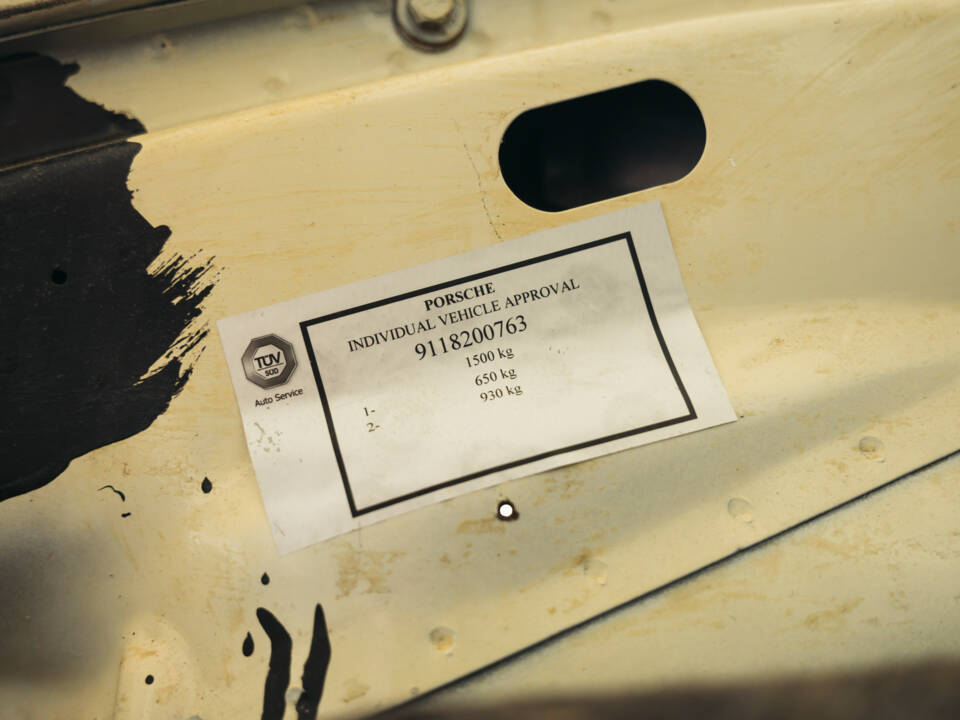 PORSCHE
INDIVIDUAL VEHICLE APPROVAL
9118200763
1500 kg
1- 650 kg
2- 930 kg
TÜV
SÜD
Auto Service